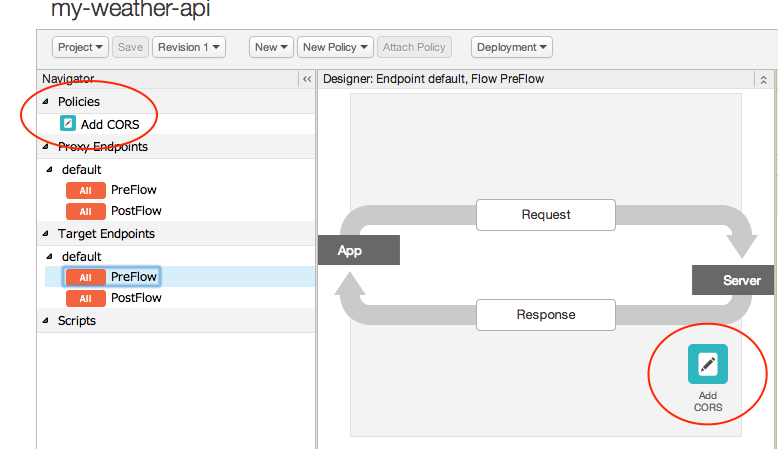 my-weather-api
Project Save Revision 1 New New Policy Attach Policy Deployment
Navigator
Policies
Add CORS
Proxy Endpoints
default
All PreFlow
All PostFlow
Target Endpoints
default
All PreFlow
All PostFlow
Scripts
Designer: Endpoint default, Flow PreFlow
Request
App
Server
Response
Add
CORS